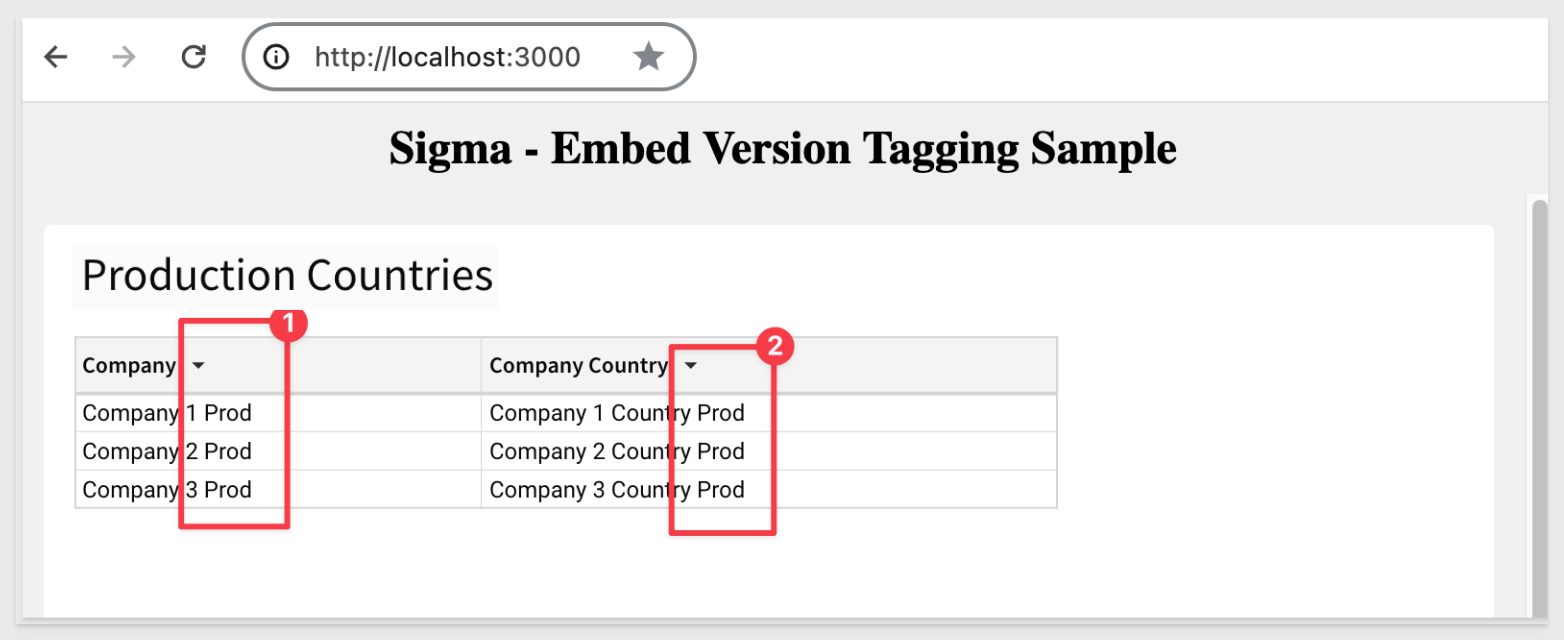 http://localhost:3000
Sigma - Embed Version Tagging Sample
Production Countries
1
2
Company Company Country
Company 1 Prod Company 1 Country Prod
Company 2 Prod Company 2 Country Prod
Company 3 Prod Company 3 Country Prod